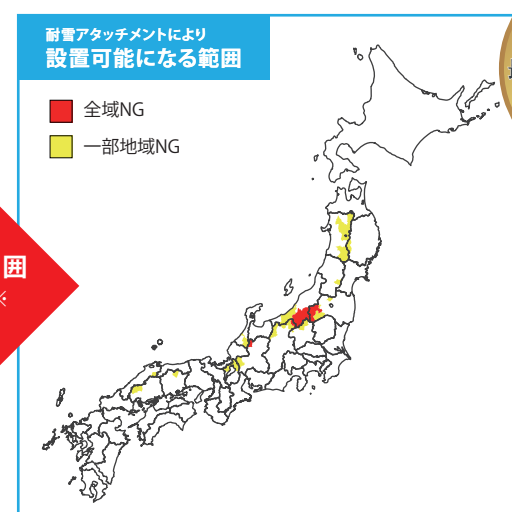 耐雪アタッチメントにより
設置可能になる範囲
全域NG
一部地域NG
囲
※